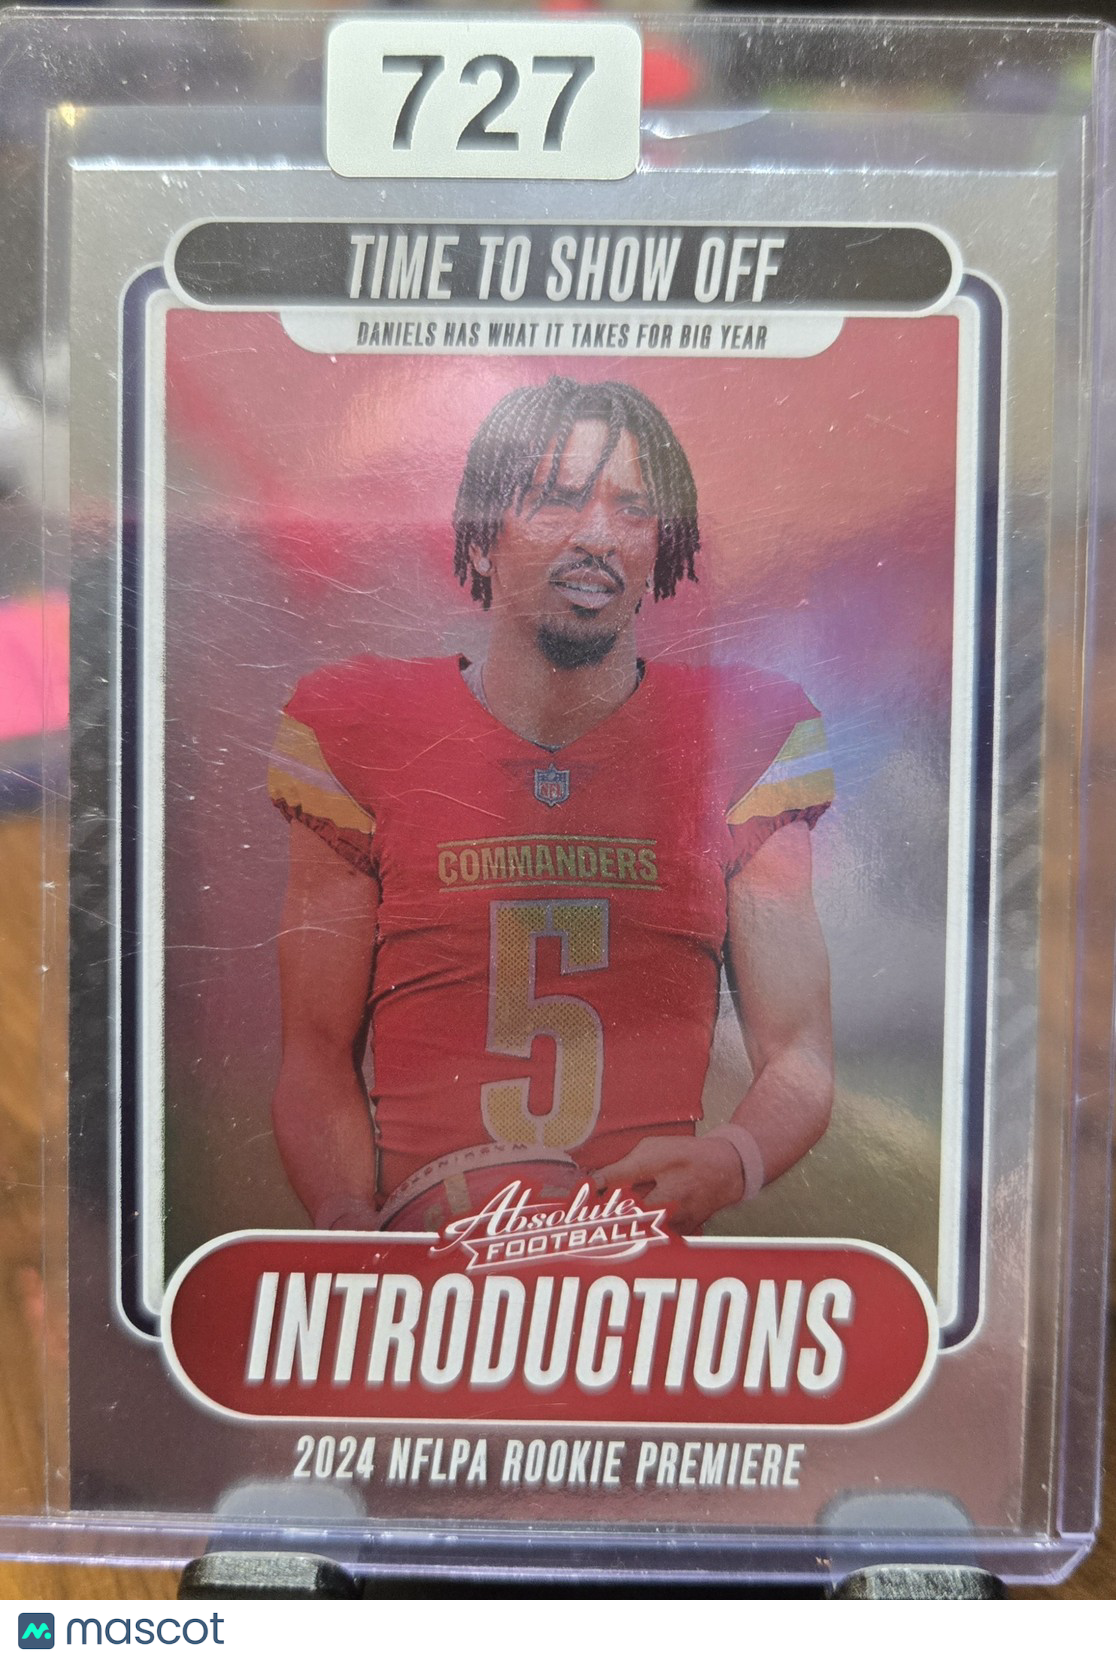 727
TIME TO SHOW OFF
DANIELS HAS WHAT IT TAKES FOR BIG YEAR
NFL
COMMANDERS
5
Absolute
FOOTBALL
INTRODUCTIONS
2024 NFLPA ROOKIE PREMIERE
mascot